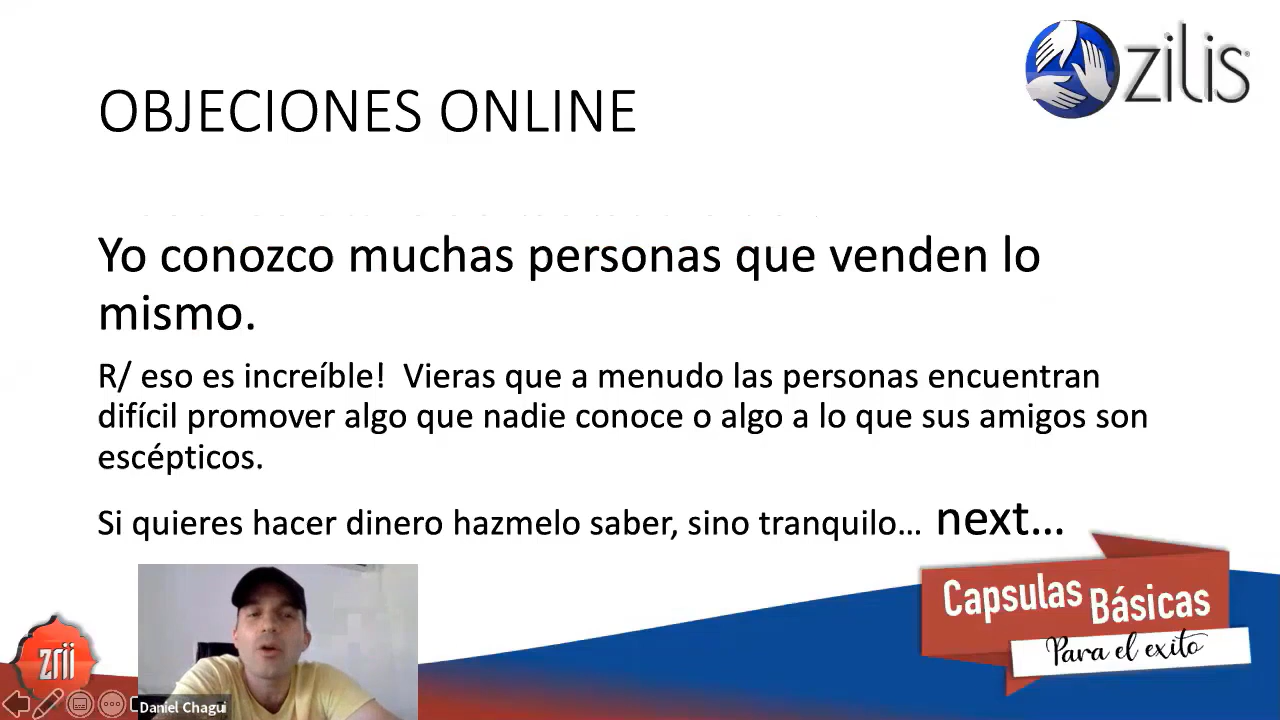 zilis
OBJECIONES ONLINE
Yo conozco muchas personas que venden lo
mismo.
R/ eso es increíble! Vieras que a menudo las personas encuentran
difícil promover algo que nadie conoce o algo a lo que sus amigos son
escépticos.
Si quieres hacer dinero hazmelo saber, sino tranquilo... next...
Capsulas Básicas
Para el exito
zrii
Daniel Chagui